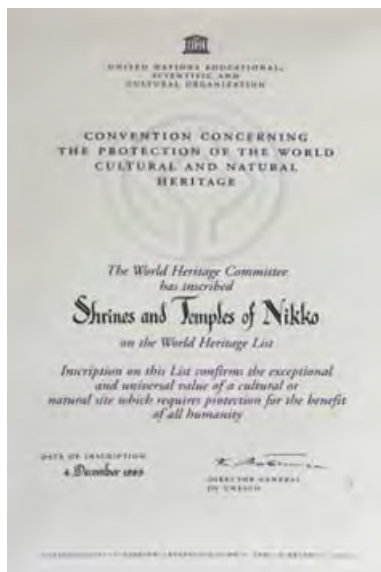 UNITED NATIONS EDUCATIONAL,
SCIENTIFIC AND
CULTURAL ORGANIZATION
CONVENTION CONCERNING
THE PROTECTION OF THE WORLD
CULTURAL AND NATURAL
HERITAGE
The World Heritage Committee
has inscribed
Shrines and Temples of Nikko
on the World Heritage List
Inscription on this List confirms the exceptional
and universal value of a cultural or
natural site which requires protection for the benefit
of all humanity
DATE OF INSCRIPTION
4 December
DIRECTOR-GENERAL
OF UNESCO